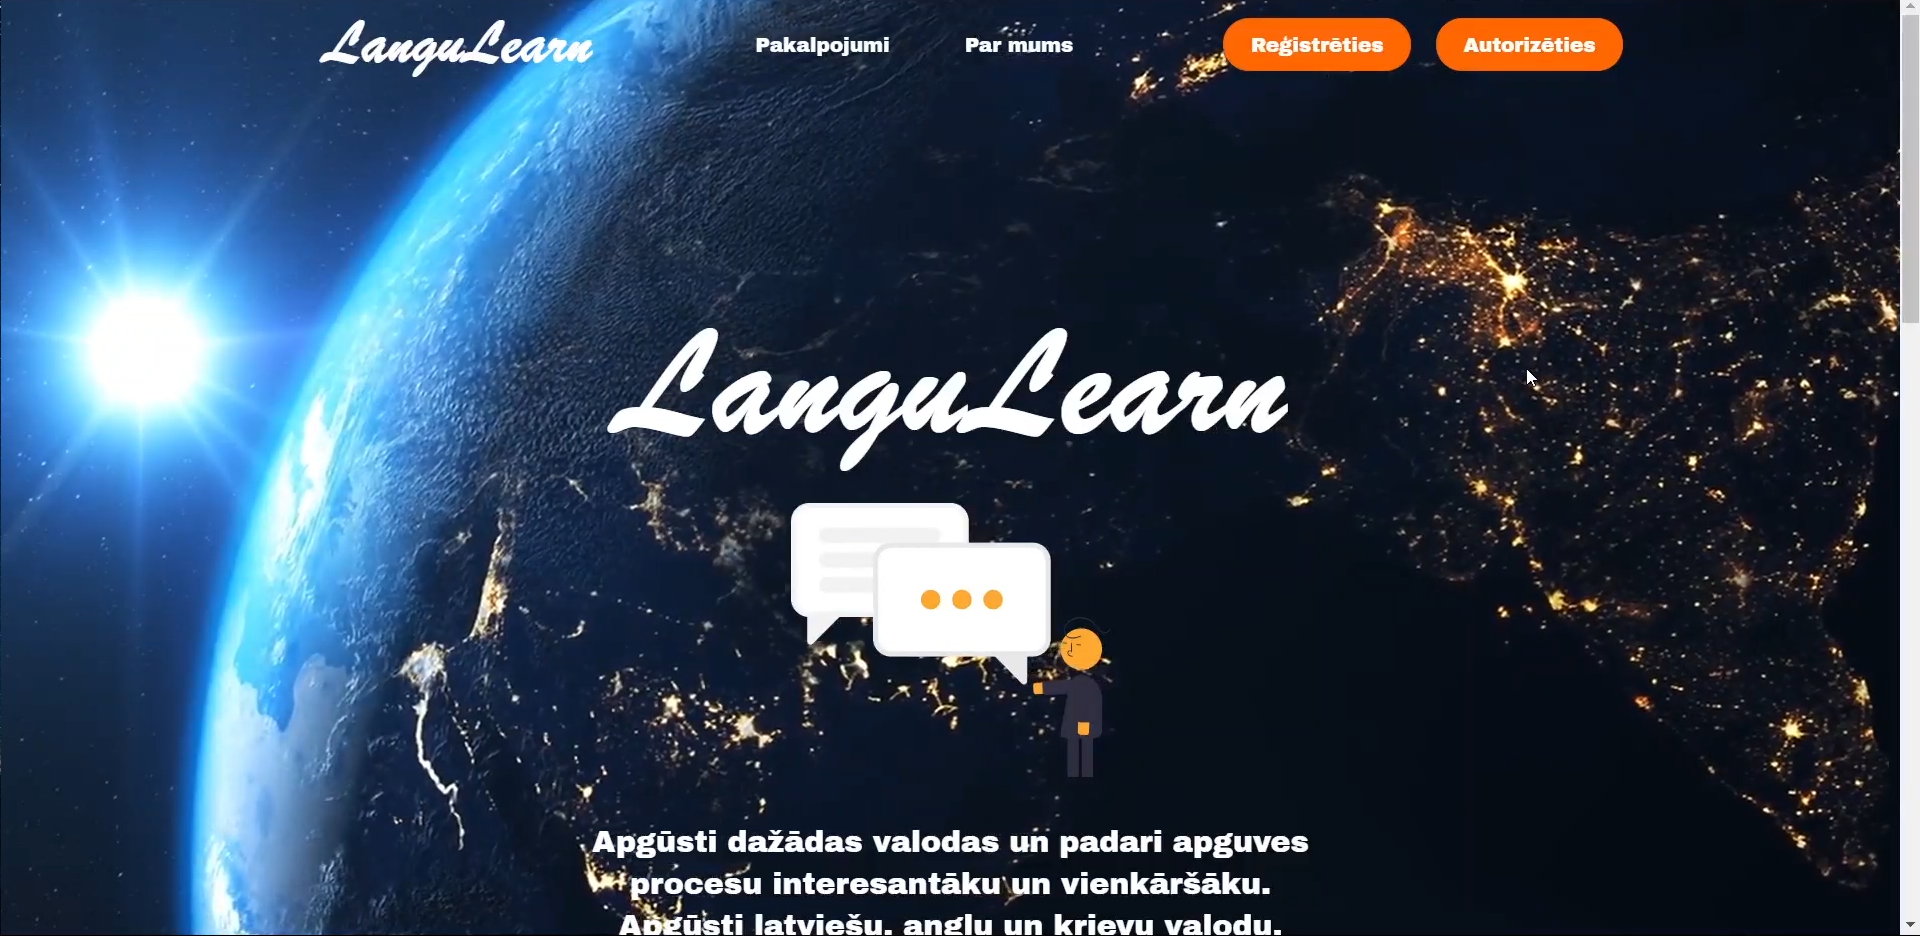 LanguLearn
Pakalpojumi
Par mums
Reģistrēties
Autorizēties
LanguLearn
Apgūsti dažādas valodas un padari apguves
procesu interesantāku un vienkāršāku.
Apgūsti latviešu, angļu un krievu valodu.